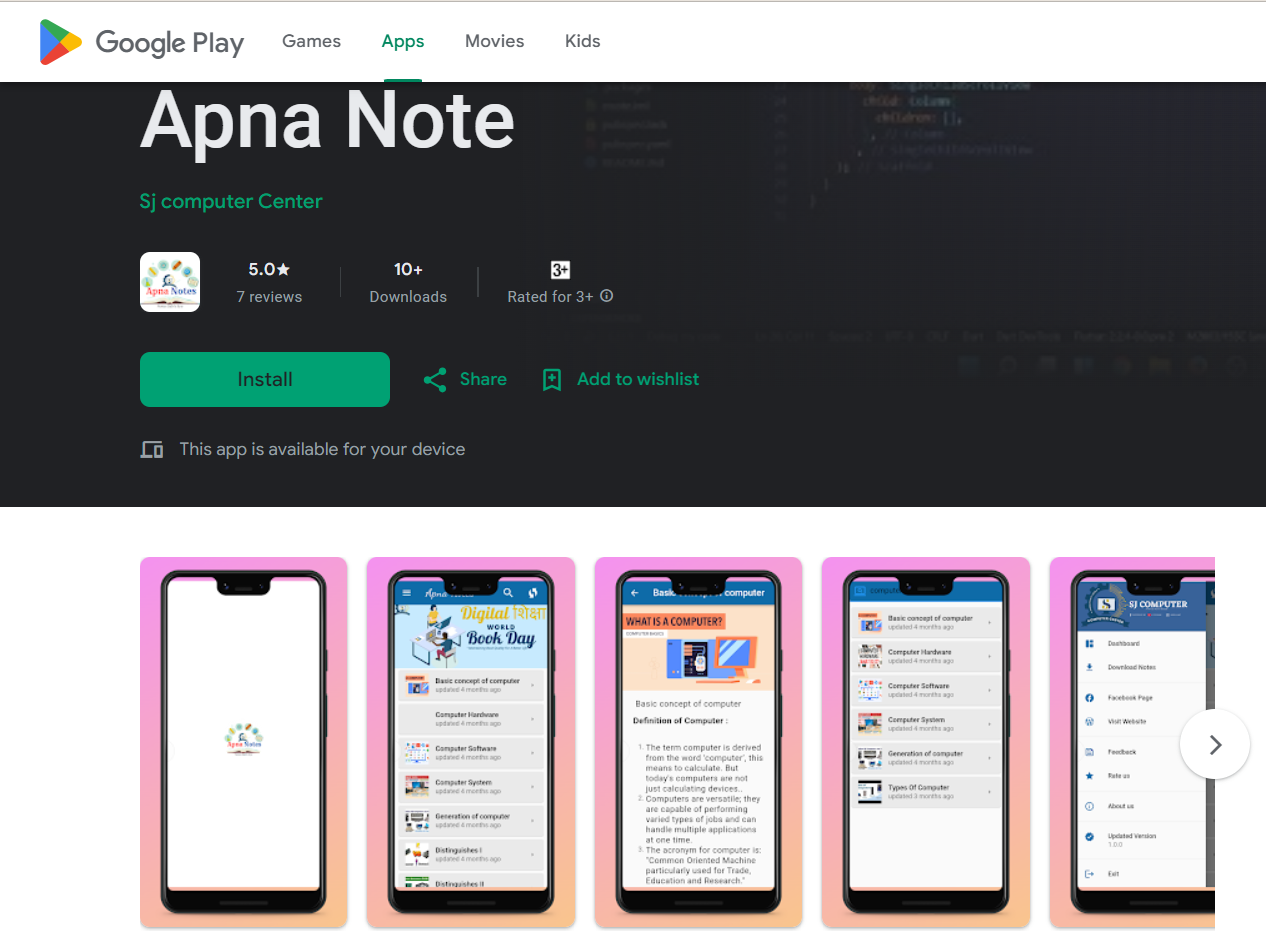 Google Play
Games
Apps
Movies
Kids
Apna Note
Sj computer Center
Apna Notes
5.0★
7 reviews
10+
Downloads
3+
Rated for 3+
Install
Share
Add to wishlist
This app is available for your device
Apna Notes
Digital शिक्षा
WORLD
Book Day
Basic concept of computer
updated 4 months ago
Computer Hardware
updated 4 months ago
Computer Software
updated 4 months ago
Computer System
updated 4 months ago
Generation of computer
updated 4 months ago
Distinguishes I
updated 4 months ago
Distinguishes II
computer
WHAT IS A COMPUTER?
COMPUTER BASICS
Basic concept of computer
Definition of Computer :
1. The term computer is derived
from the word 'computer', this
means to calculate. But
today's computers are not
just calculating devices..
2. Computers are versatile; they
are capable of performing
varied types of jobs and can
handle multiple applications
at one time.
3. The acronym for computer is:
"Common Oriented Machine
particularly used for Trade,
Education and Research."
Basic concept of computer
updated 4 months ago
Computer Hardware
updated 4 months ago
Computer Software
updated 4 months ago
Computer System
updated 4 months ago
Generation of computer
updated 4 months ago
Types Of Computer
updated 3 months ago
SJ COMPUTER
Dashboard
Download Notes
Facebook Page
Visit Website
Feedback
Rate us
About us
Updated Version
1.0.0
Exit